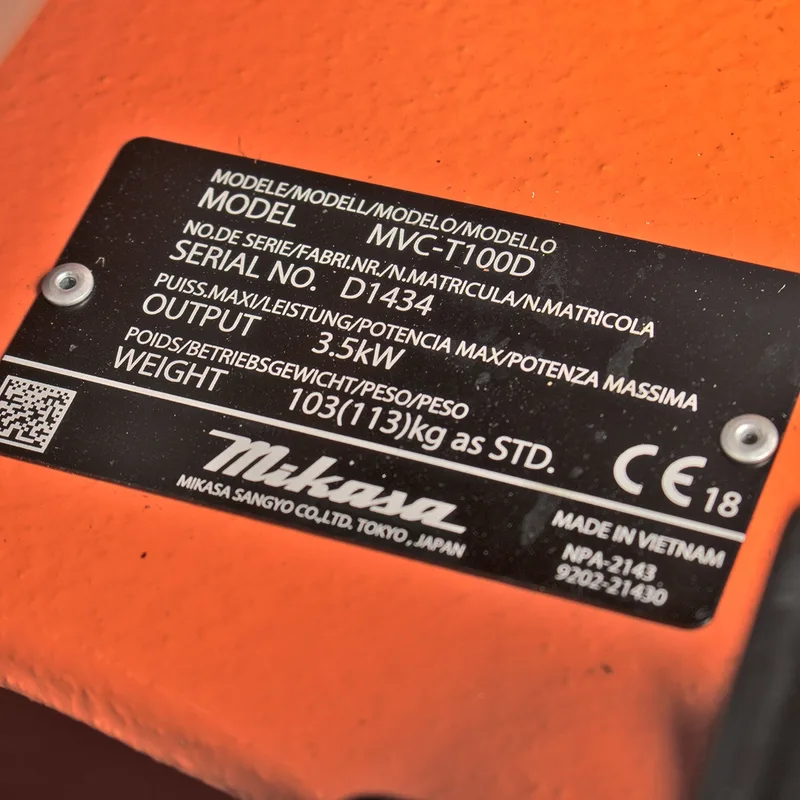 MODELE/MODELL/MODELO/MODELLO
MODEL MVC-T100D
NO.DE SERIE/FABRI.NR./N.MATRICULA/N.MATRICOLA
SERIAL NO. D1434
PUISS.MAXI/LEISTUNG/POTENCIA MAX/POTENZA MASSIMA
OUTPUT 3.5kW
POIDS/BETRIEBSGEWICHT/PESO/PESO
WEIGHT 103(113)kg as STD.
CE 18
Mikasa
MIKASA SANGYO CO.,LTD. TOKYO, JAPAN
MADE IN VIETNAM
NPA-2143
9202-21430